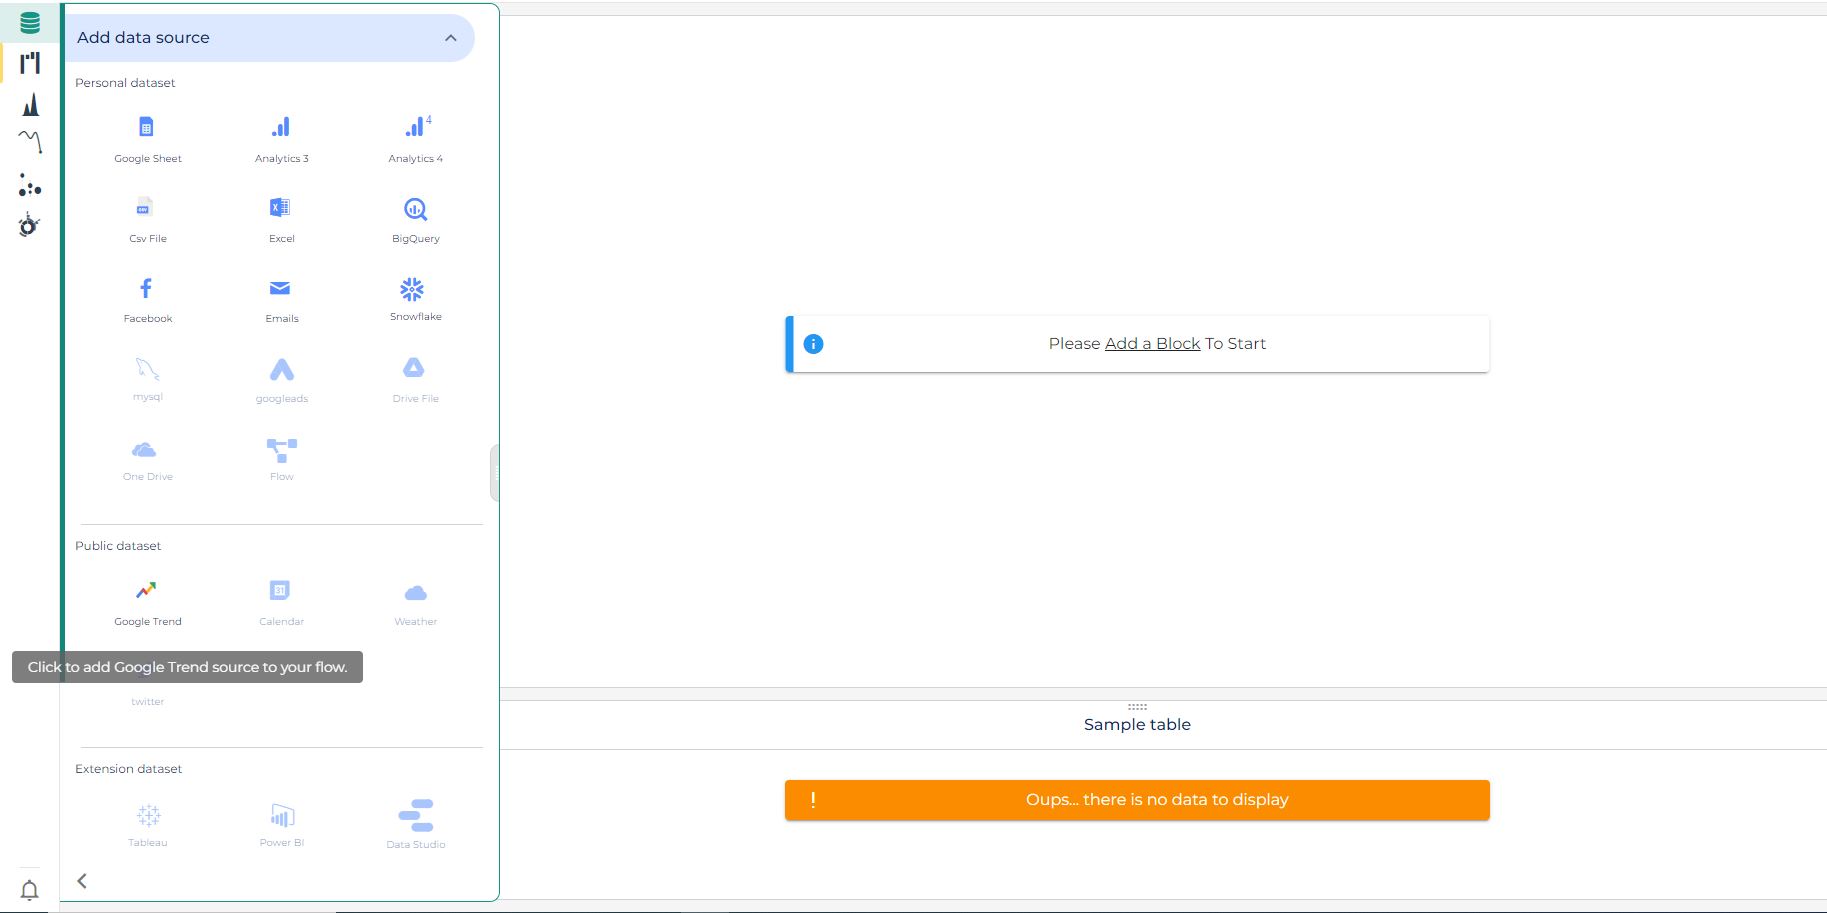 Add data source
Personal dataset
Google Sheet
Analytics 3
4
Analytics 4
CSV
Csv File
X
Excel
BigQuery
Facebook
Emails
Snowflake
mysql
googleads
Drive File
One Drive
Flow
Public dataset
Google Trend
31
Calendar
Weather
Click to add Google Trend source to your flow.
twitter
Extension dataset
Tableau
Power BI
Data Studio
Please Add a Block To Start
Sample table
Oups... there is no data to display